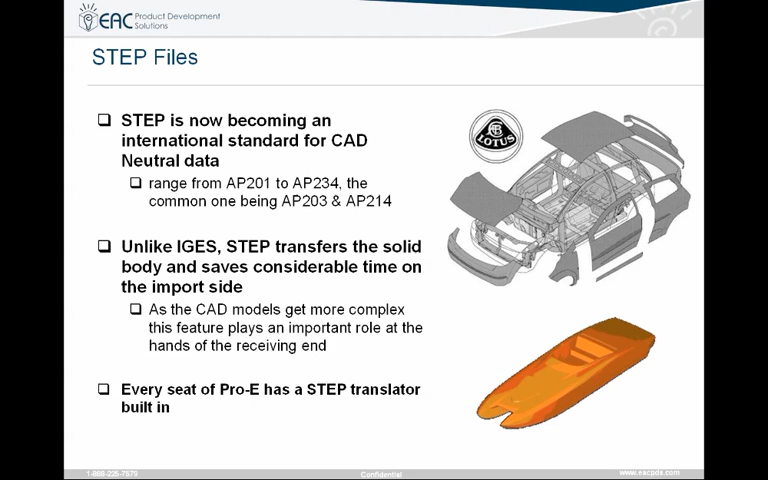 EAC Product Development
Solutions
STEP Files
STEP is now becoming an
international standard for CAD
Neutral data
range from AP201 to AP234, the
common one being AP203 & AP214
LOTUS
Unlike IGES, STEP transfers the solid
body and saves considerable time on
the import side
As the CAD models get more complex
this feature plays an important role at the
hands of the receiving end
Every seat of Pro-E has a STEP translator
built in
1-888-225-7579
Confidential
www.eacpds.com